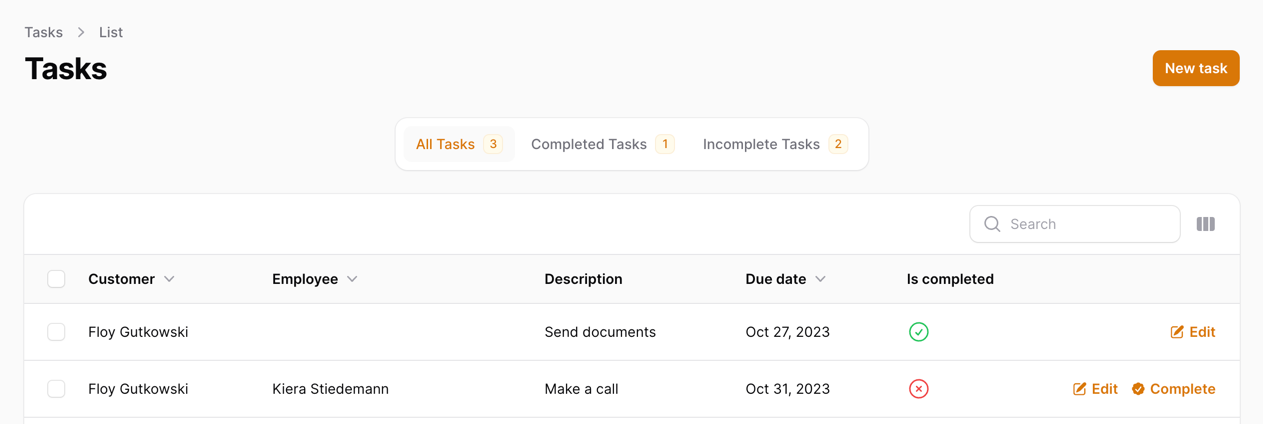 Tasks > List
Tasks
New task
All Tasks 3 Completed Tasks 1 Incomplete Tasks 2
Search
Customer Employee Description Due date Is completed
Floy Gutkowski Send documents Oct 27, 2023 Edit
Floy Gutkowski Kiera Stiedemann Make a call Oct 31, 2023 Edit Complete